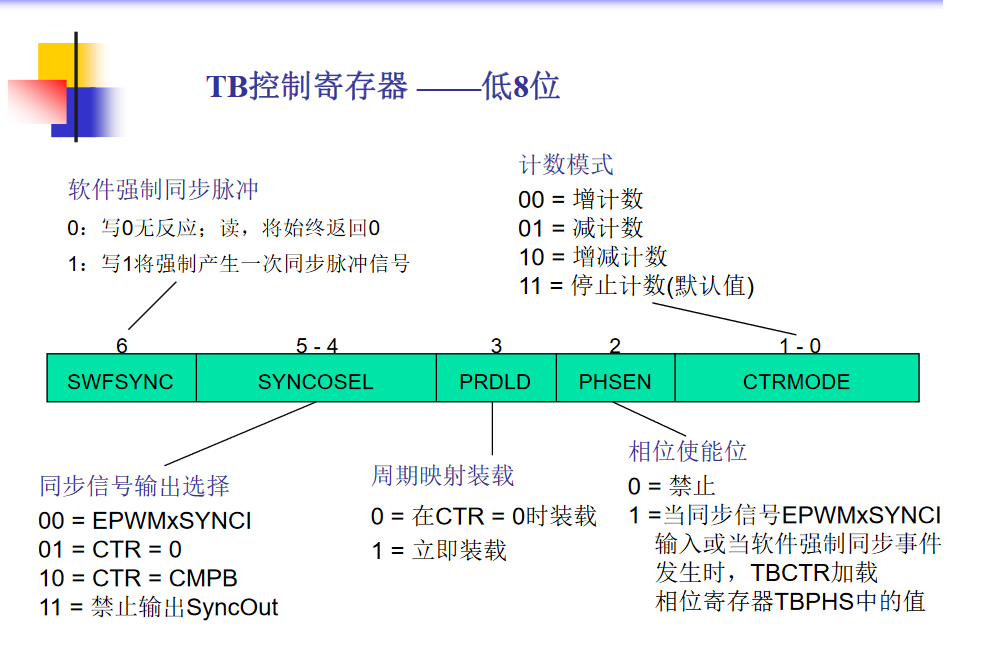 TB控制寄存器 ——低8位
软件强制同步脉冲
0：写0无反应；读，将始终返回0
1：写1将强制产生一次同步脉冲信号
计数模式
00 = 增计数
01 = 减计数
10 = 增减计数
11 = 停止计数(默认值)
6 5 - 4 3 2 1 - 0
SWFSYNC SYNCOSEL PRDLD PHSEN CTRMODE
同步信号输出选择
00 = EPWMxSYNCI
01 = CTR = 0
10 = CTR = CMPB
11 = 禁止输出SyncOut
周期映射装载
0 = 在CTR = 0时装载
1 = 立即装载
相位使能位
0 = 禁止
1 =当同步信号EPWMxSYNCI
输入或当软件强制同步事件
发生时，TBCTR加载
相位寄存器TBPHS中的值